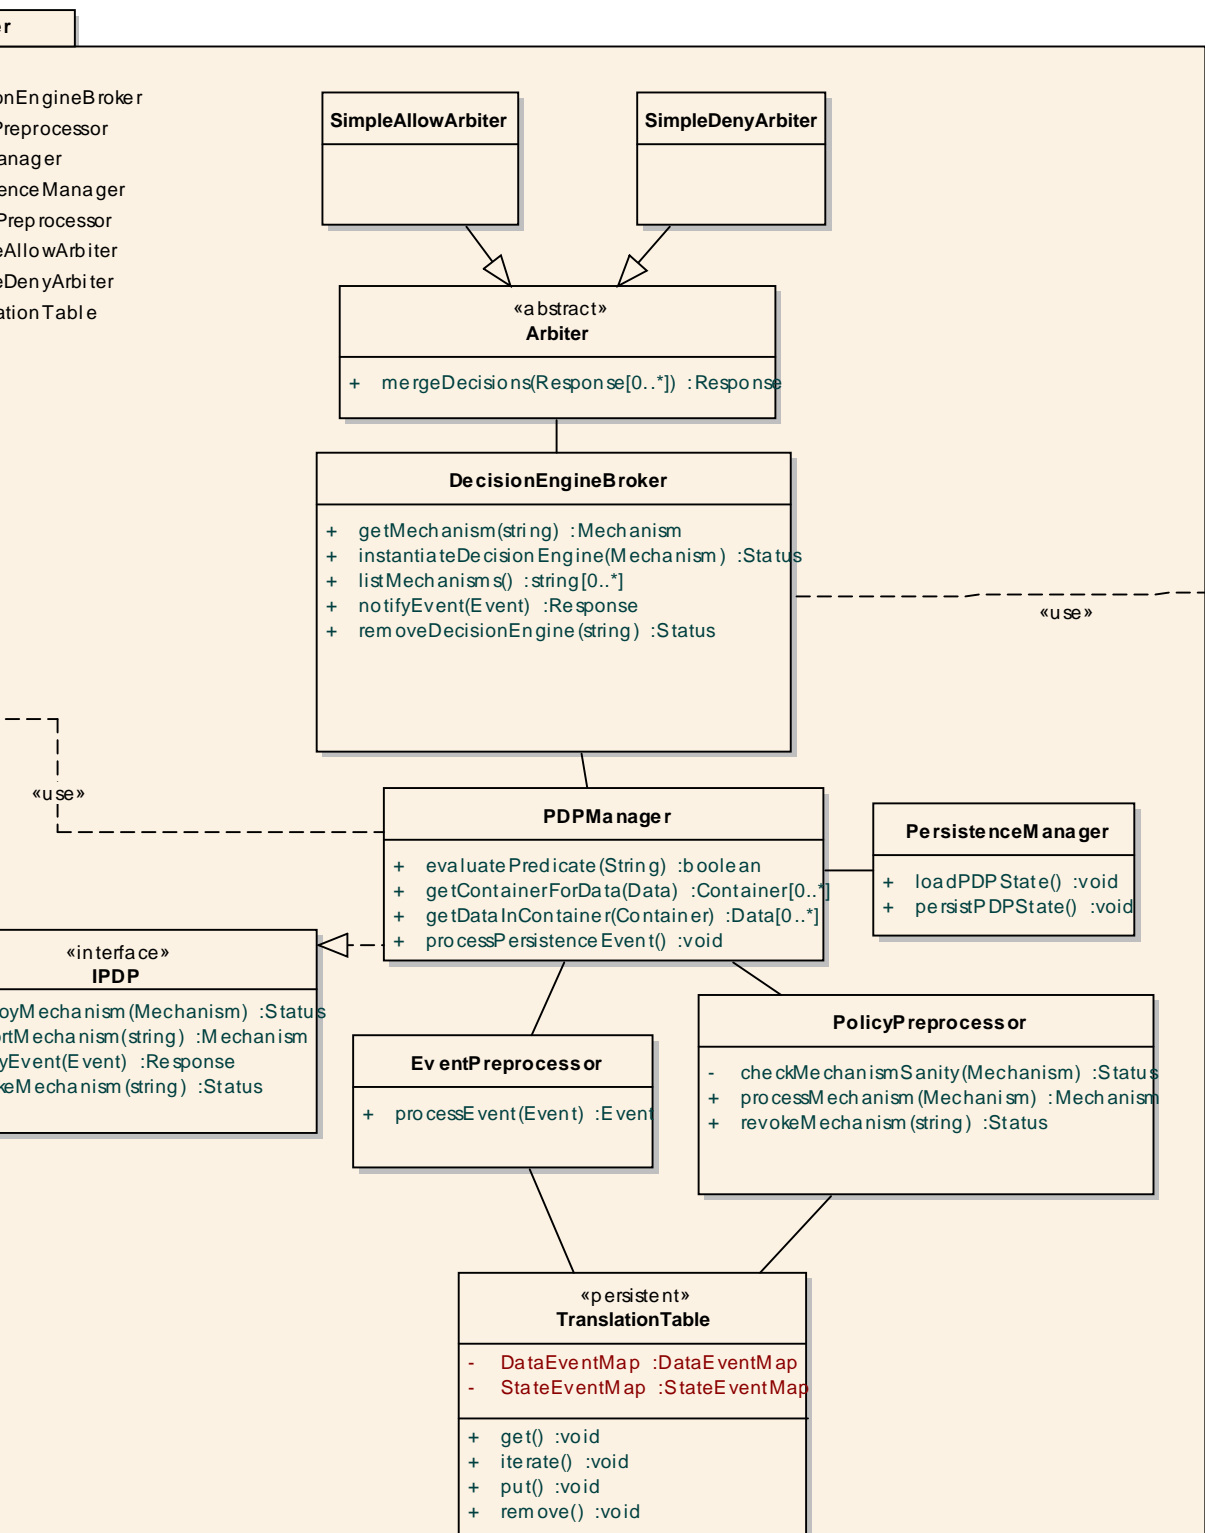 er
onEngineBroker
Preprocessor
anager
enceManager
Preprocessor
eAllowArbiter
eDenyArbiter
ationTable
SimpleAllowArbiter
SimpleDenyArbiter
«abstract»
Arbiter
+ mergeDecisions(Response[0..*]) :Response
DecisionEngineBroker
+ getMechanism(string) :Mechanism
+ instantiateDecisionEngine(Mechanism) :Status
+ listMechanisms() :string[0..*]
+ notifyEvent(Event) :Response
+ removeDecisionEngine(string) :Status
«use»
«use»
PDPManager
+ evaluatePredicate(String) :boolean
+ getContainerForData(Data) :Container[0..*]
+ getDataInContainer(Container) :Data[0..*]
+ processPersistenceEvent() :void
PersistenceManager
+ loadPDPState() :void
+ persistPDPState() :void
«interface»
IPDP
oyMechanism(Mechanism) :Status
ortMechanism(string) :Mechanism
yEvent(Event) :Response
keMechanism(string) :Status
EventPreprocessor
+ processEvent(Event) :Event
PolicyPreprocessor
- checkMechanismSanity(Mechanism) :Status
+ processMechanism(Mechanism) :Mechanism
+ revokeMechanism(string) :Status
«persistent»
TranslationTable
- DataEventMap :DataEventMap
- StateEventMap :StateEventMap
+ get() :void
+ iterate() :void
+ put() :void
+ remove() :void